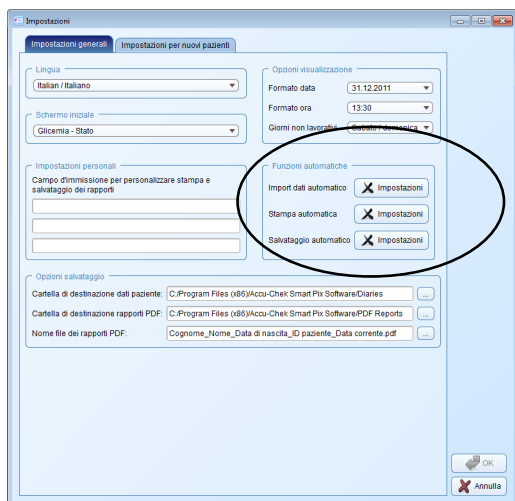 Impostazioni
Impostazioni generali
Impostazioni per nuovi pazienti
Lingua
Italian / Italiano
Schermo iniziale
Glicemia - Stato
Opzioni visualizzazione
Formato data 31.12.2011
Formato ora 13:30
Giorni non lavorativi Sabato / domenica
Impostazioni personali
Campo d'immissione per personalizzare stampa e
salvataggio dei rapporti
Funzioni automatiche
Import dati automatico Impostazioni
Stampa automatica Impostazioni
Salvataggio automatico Impostazioni
Opzioni salvataggio
Cartella di destinazione dati paziente: C:/Program Files (x86)/Accu-Chek Smart Pix Software/Diaries ...
Cartella di destinazione rapporti PDF: C:/Program Files (x86)/Accu-Chek Smart Pix Software/PDF Reports ...
Nome file dei rapporti PDF: Cognome_Nome_Data di nascita_ID paziente_Data corrente.pdf ...
OK
Annulla